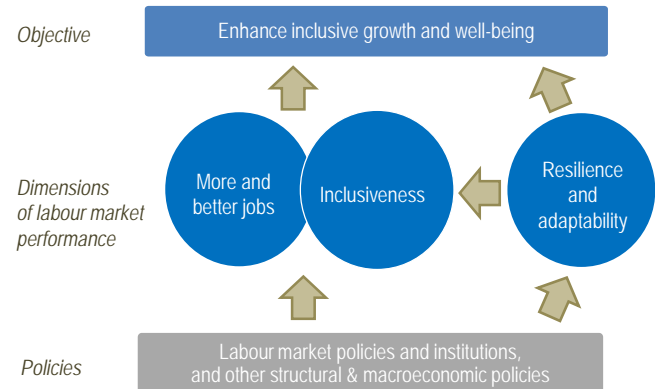 Objective
Enhance inclusive growth and well-being
Dimensions
of labour market
performance
More and
better jobs
Inclusiveness
Resilience
and
adaptability
Policies
Labour market policies and institutions,
and other structural & macroeconomic policies